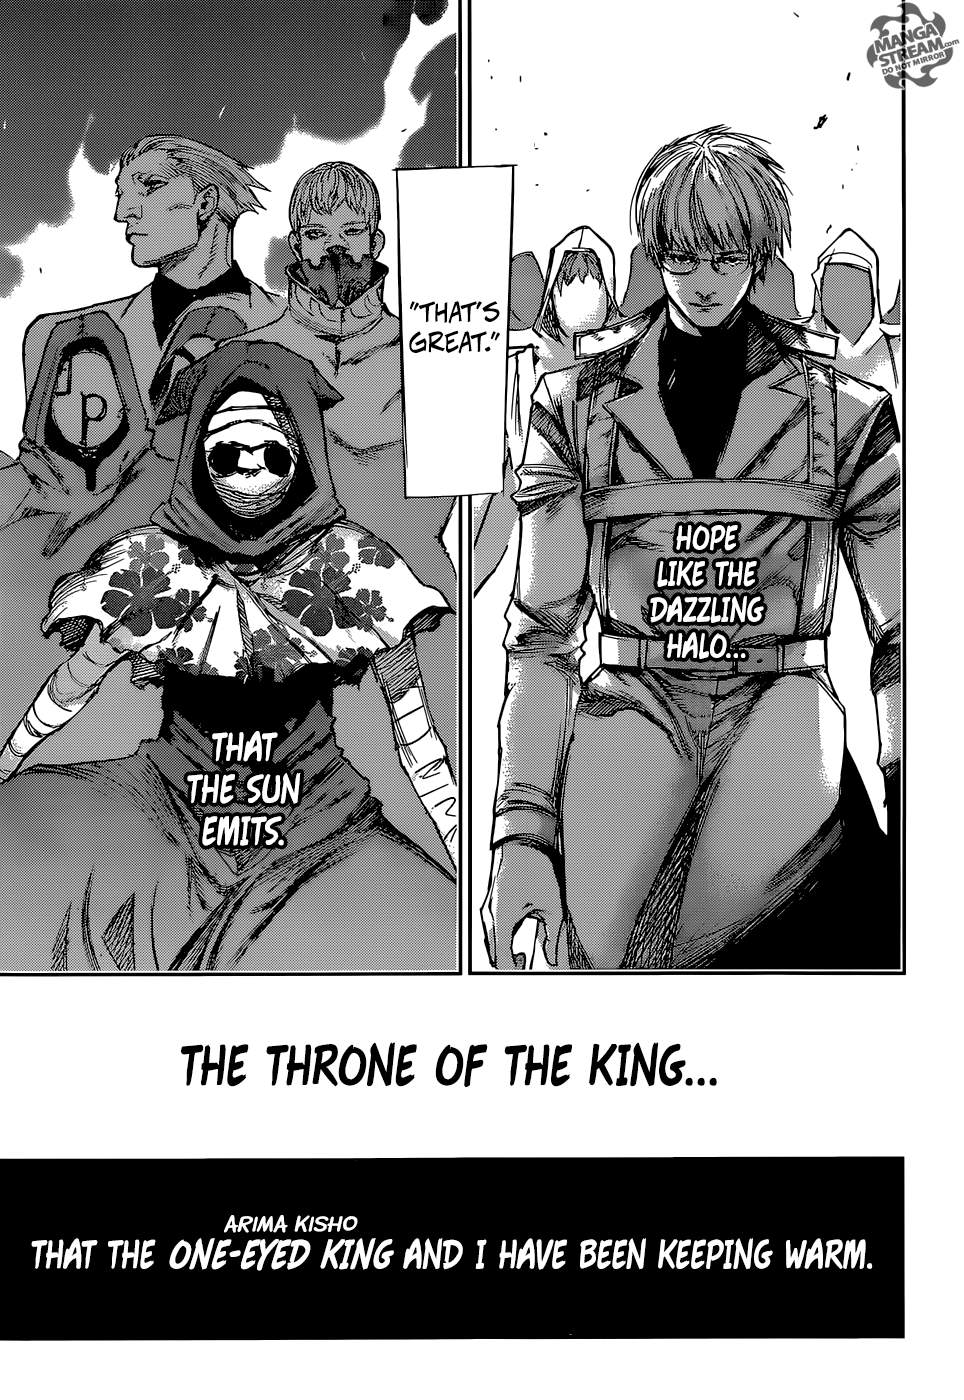 MANGA
STREAM.com
DO NOT MIRROR
HOPE
LIKE THE
DAZZLING
HALO...
"THAT'S
GREAT."
THAT
THE SUN
EMITS.
P
THE THRONE OF THE KING...
ARIMA KISHO
THAT THE ONE-EYED KING AND I HAVE BEEN KEEPING WARM.